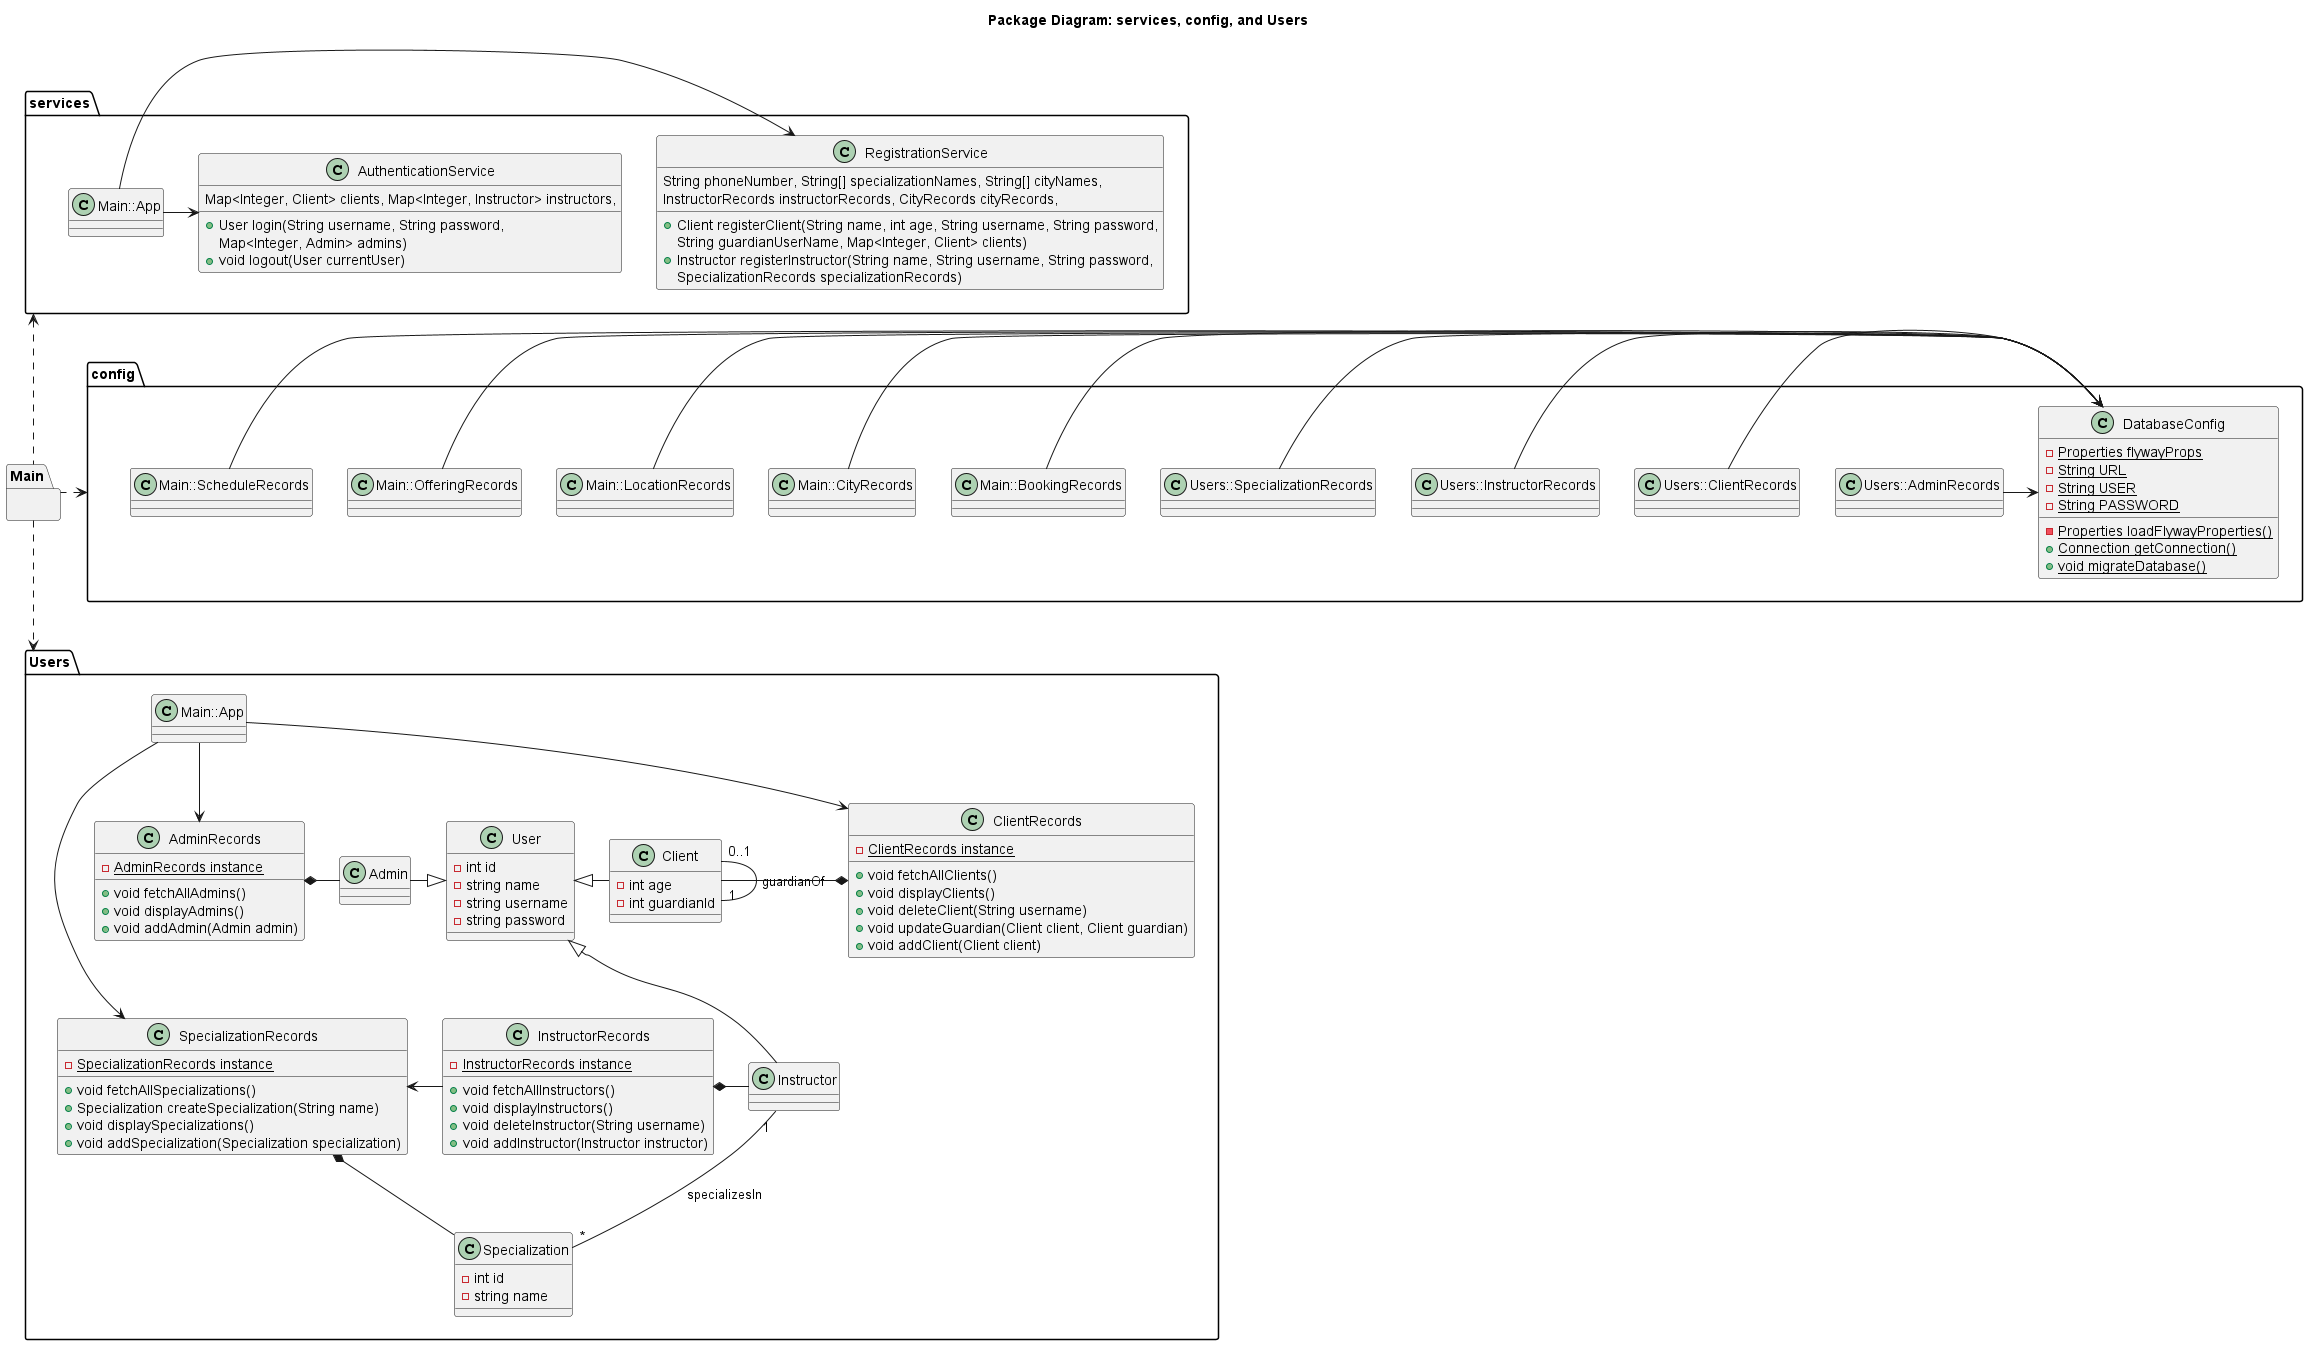 Package Diagram: services, config, and Users
services
C Main::App
C AuthenticationService
Map<Integer, Client> clients, Map<Integer, Instructor> instructors,
User login(String username, String password,
Map<Integer, Admin> admins)
void logout(User currentUser)
C RegistrationService
String phoneNumber, String[] specializationNames, String[] cityNames,
InstructorRecords instructorRecords, CityRecords cityRecords,
Client registerClient(String name, int age, String username, String password,
String guardianUserName, Map<Integer, Client> clients)
Instructor registerInstructor(String name, String username, String password,
SpecializationRecords specializationRecords)
Main
config
C Main::ScheduleRecords
C Main::OfferingRecords
C Main::LocationRecords
C Main::CityRecords
C Main::BookingRecords
C Users::SpecializationRecords
C Users::InstructorRecords
C Users::ClientRecords
C Users::AdminRecords
C DatabaseConfig
Properties flywayProps
String URL
String USER
String PASSWORD
Properties loadFlywayProperties()
Connection getConnection()
void migrateDatabase()
Users
C Main::App
C AdminRecords
AdminRecords instance
void fetchAllAdmins()
void displayAdmins()
void addAdmin(Admin admin)
C Admin
C User
int id
string name
string username
string password
C Client
int age
int guardianId
0..1
guardianOf
1
C ClientRecords
ClientRecords instance
void fetchAllClients()
void displayClients()
void deleteClient(String username)
void updateGuardian(Client client, Client guardian)
void addClient(Client client)
C SpecializationRecords
SpecializationRecords instance
void fetchAllSpecializations()
Specialization createSpecialization(String name)
void displaySpecializations()
void addSpecialization(Specialization specialization)
C InstructorRecords
InstructorRecords instance
void fetchAllInstructors()
void displayInstructors()
void deleteInstructor(String username)
void addInstructor(Instructor instructor)
C Instructor
1
specializesIn
*
C Specialization
int id
string name